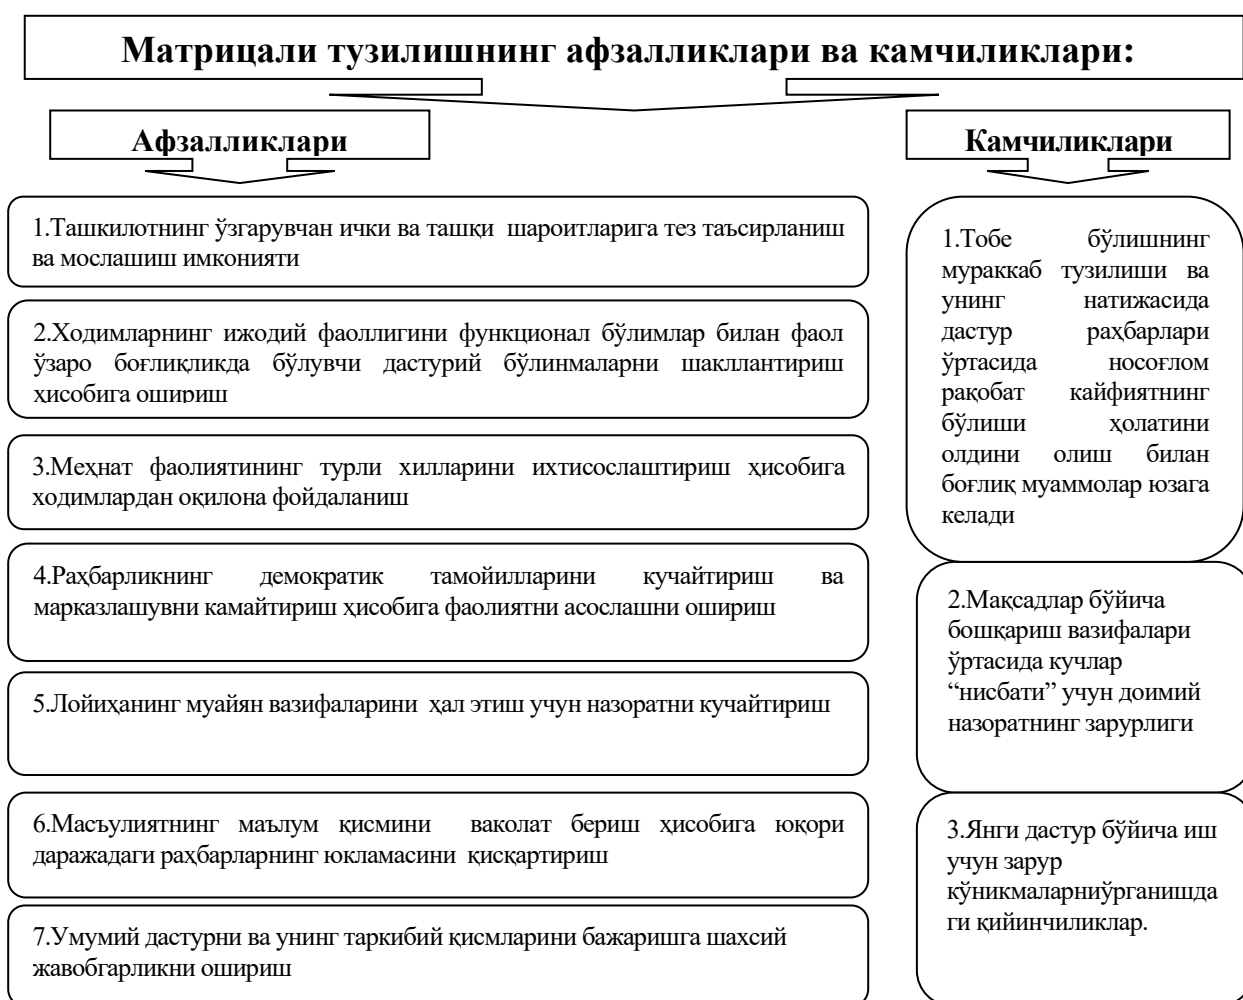 Матрицали тузилишнинг афзалликлари ва камчиликлари:
Афзалликлари
1.Ташкилотнинг ўзгарувчан ички ва ташқи шароитларига тез таъсирланиш
ва мослашиш имконияти
2.Ходимларнинг ижодий фаоллигини функционал бўлимлар билан фаол
ўзаро боғлиқликда бўлувчи дастурий бўлинмаларни шакллантириш
ҳисобига ошириш
3.Меҳнат фаолиятининг турли хилларини ихтисослаштириш ҳисобига
ходимлардан оқилона фойдаланиш
4.Раҳбарликнинг демократик тамойилларини кучайтириш ва
марказлашувни камайтириш ҳисобига фаолиятни асослашни ошириш
5.Лойиҳанинг муайян вазифаларини ҳал этиш учун назоратни кучайтириш
6.Масъулиятнинг маълум қисмини ваколат бериш ҳисобига юқори
даражадаги раҳбарларнинг юкламасини қисқартириш
7.Умумий дастурни ва унинг таркибий қисмларини бажаришга шахсий
жавобгарликни ошириш
Камчиликлари
1.Тобе бўлишнинг
мураккаб тузилиши ва
унинг натижасида
дастур раҳбарлари
ўртасида носоғлом
рақобат кайфиятнинг
бўлиши ҳолатини
олдини олиш билан
боғлиқ муаммолар юзага
келади
2.Мақсадлар бўйича
бошқариш вазифалари
ўртасида кучлар
“нисбати” учун доимий
назоратнинг зарурлиги
3.Янги дастур бўйича иш
учун зарур
кўникмаларниўрганишда
ги қийинчиликлар.